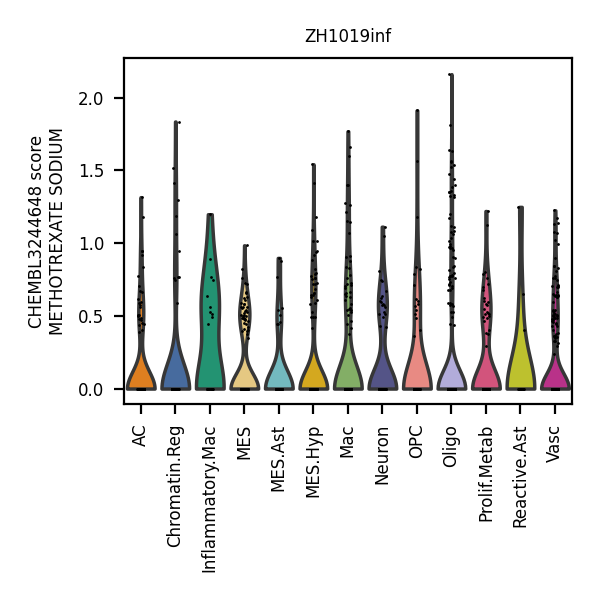 ZH1019inf
CHEMBL3244648 score
METHOTREXATE SODIUM
2.0
1.5
1.0
0.5
0.0
AC
Chromatin.Reg
Inflammatory.Mac
MES
MES.Ast
MES.Hyp
Mac
Neuron
OPC
Oligo
Prolif.Metab
Reactive.Ast
Vasc